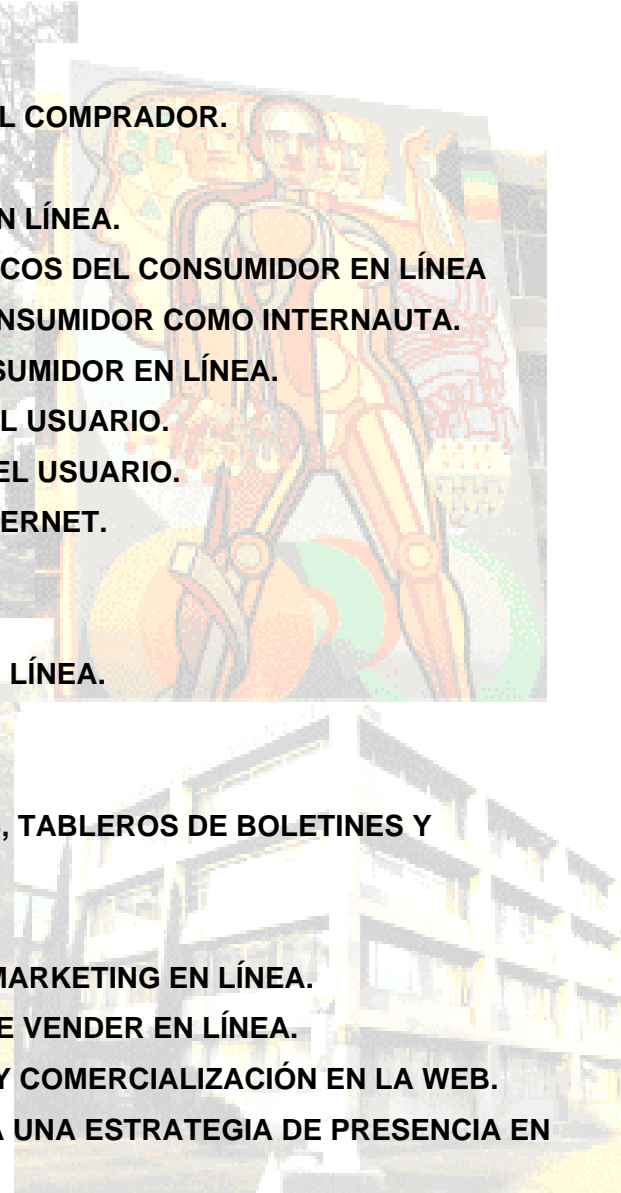 L COMPRADOR.
N LÍNEA.
COS DEL CONSUMIDOR EN LÍNEA
NSUMIDOR COMO INTERNAUTA.
SUMIDOR EN LÍNEA.
L USUARIO.
EL USUARIO.
ERNET.
LÍNEA.
, TABLEROS DE BOLETINES Y
MARKETING EN LÍNEA.
E VENDER EN LÍNEA.
Y COMERCIALIZACIÓN EN LA WEB.
A UNA ESTRATEGIA DE PRESENCIA EN